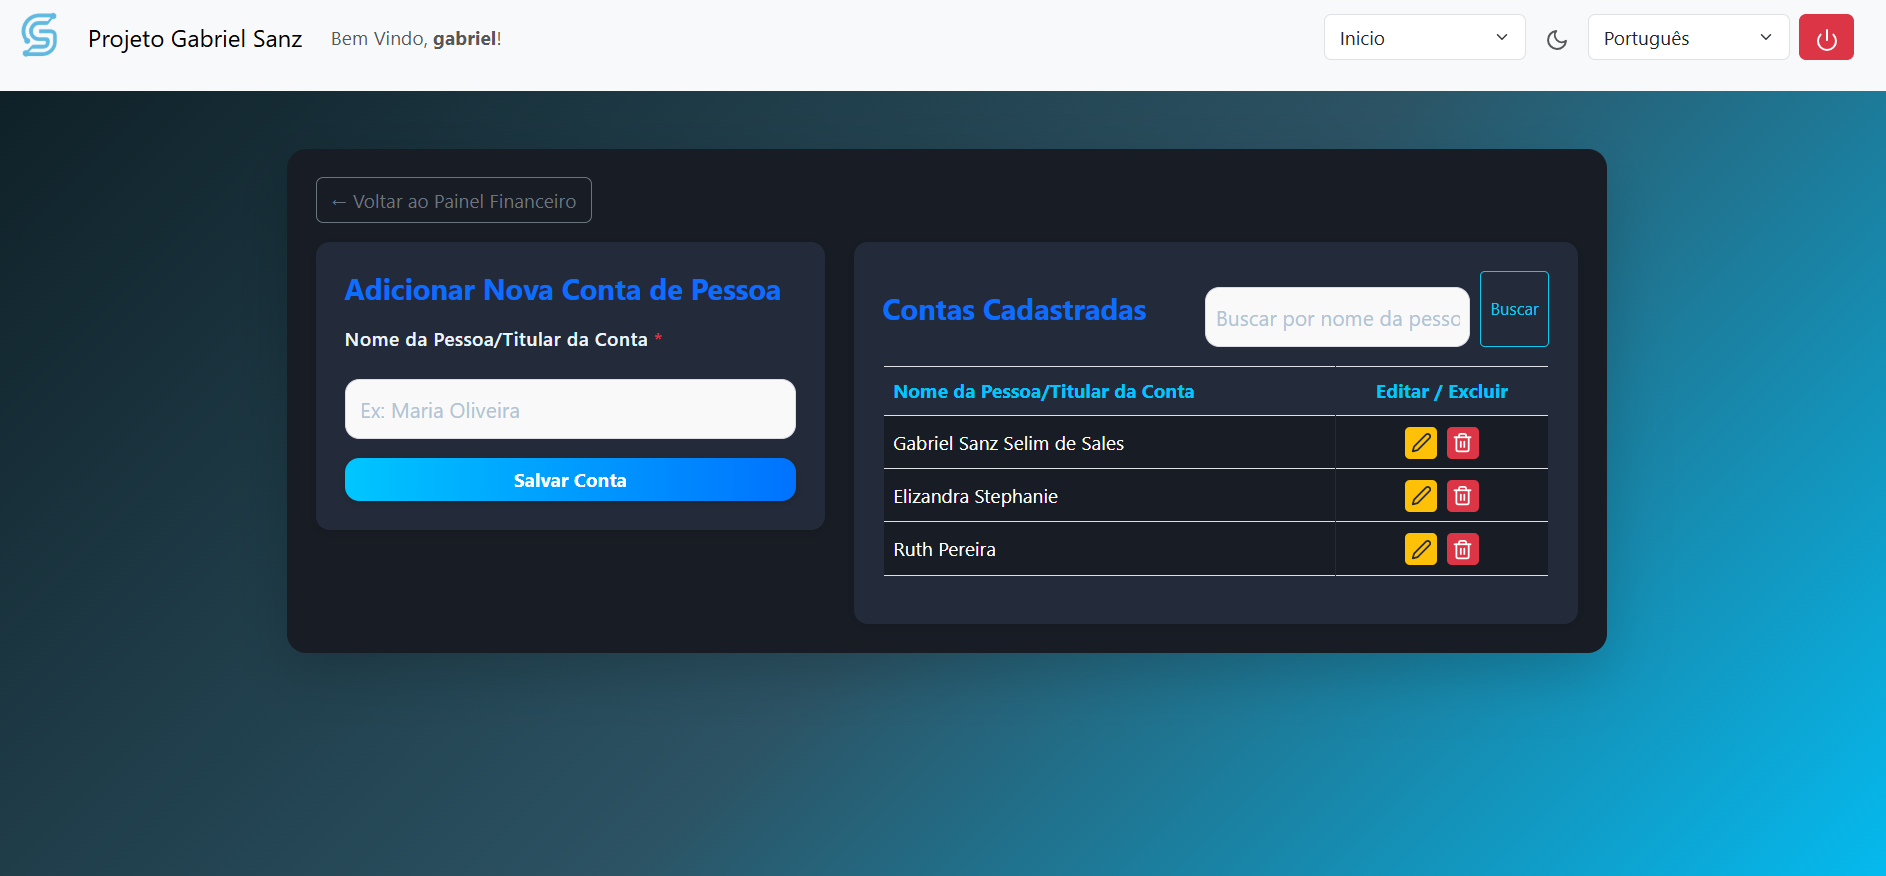 Projeto Gabriel Sanz
Bem Vindo, gabriel!
Inicio
Português
← Voltar ao Painel Financeiro
Adicionar Nova Conta de Pessoa
Nome da Pessoa/Titular da Conta *
Ex: Maria Oliveira
Salvar Conta
Contas Cadastradas
Buscar por nome da pesso
Buscar
Nome da Pessoa/Titular da Conta
Editar / Excluir
Gabriel Sanz Selim de Sales
Elizandra Stephanie
Ruth Pereira